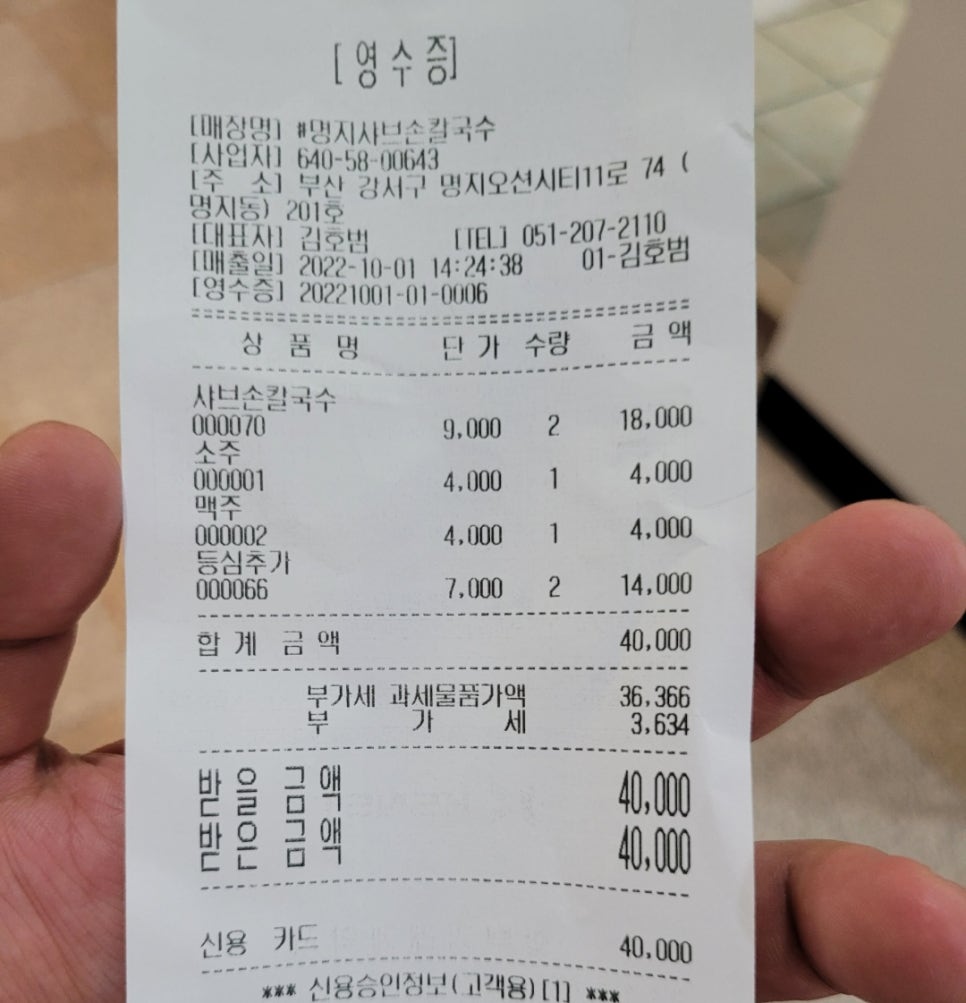 [영수증]
[매장명] #명지샤브손칼국수
[사업자] 640-58-00643
[주 소] 부산 강서구 명지오션시티11로 74 (
명지동) 201호
[대표자] 김호범 [TEL] 051-207-2110
[매출일] 2022-10-01 14:24:38 01-김호범
[영수증] 20221001-01-0006
상 품 명 단 가 수량 금 액
샤브손칼국수
000070 9,000 2 18,000
소주
000001 4,000 1 4,000
맥주
000002 4,000 1 4,000
등심추가
000066 7,000 2 14,000
합 계 금 액 40,000
부가세 과세물품가액 36,366
부 가 세 3,634
받 을 금 액 40,000
받 은 금 액 40,000
신용 카드 40,000
*** 신용승인정보(고객용)[1] ***